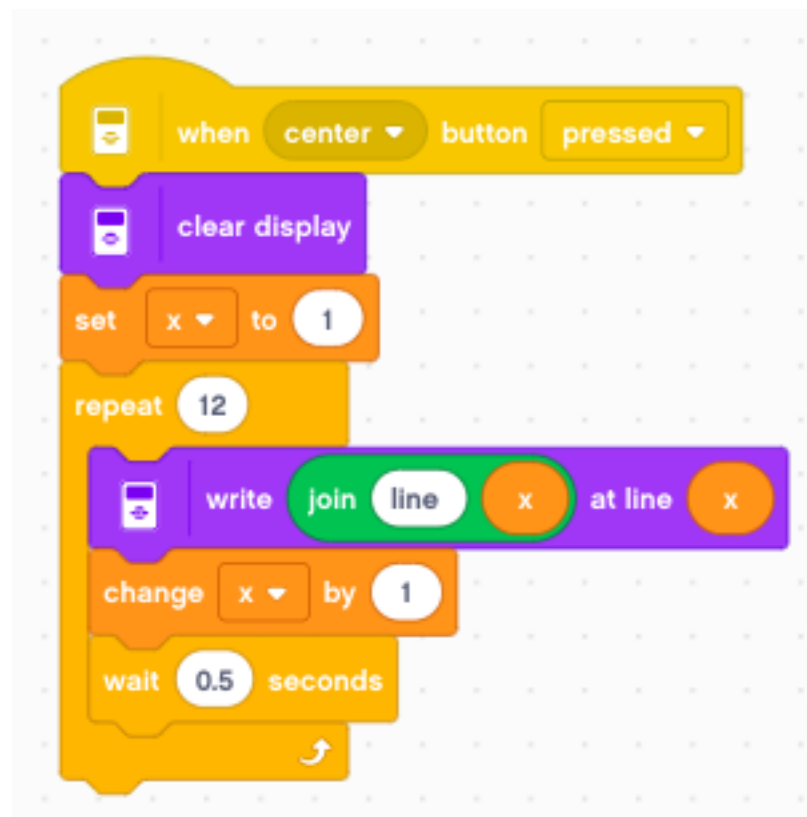 when center button pressed
clear display
set x to 1
repeat 12
write join line x at line x
change x by 1
wait 0.5 seconds